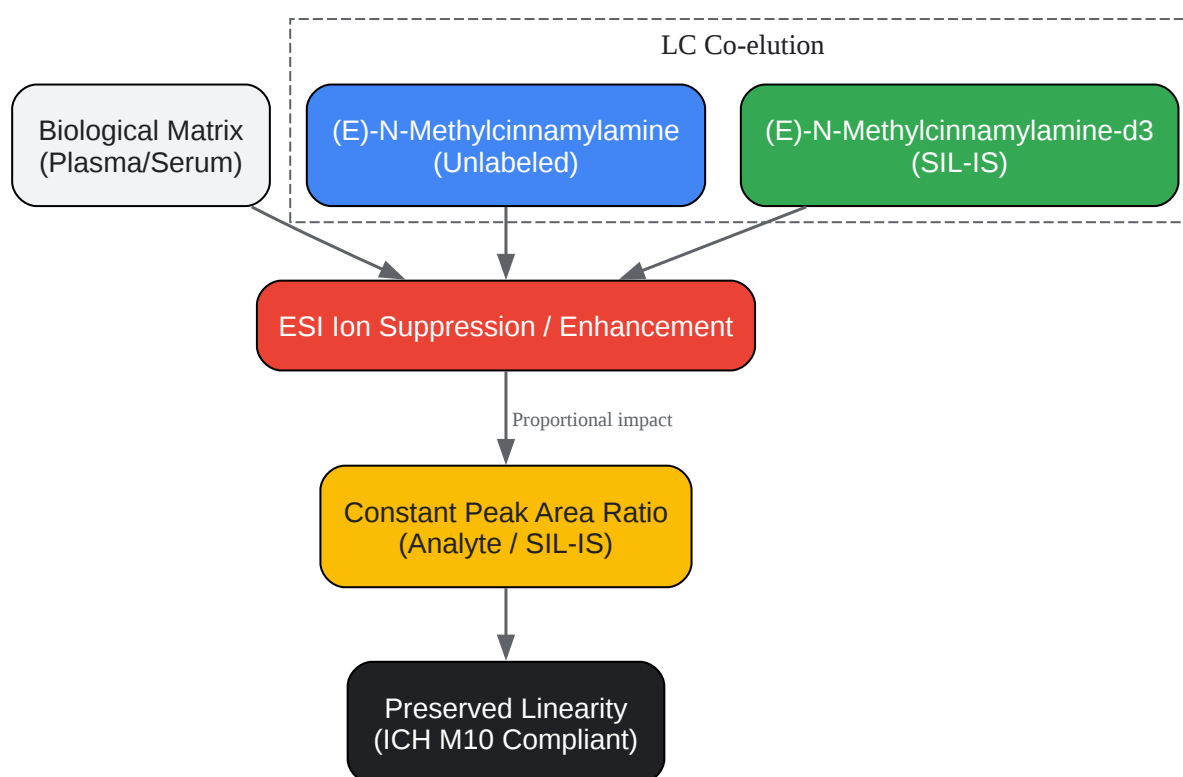 LC Co-elution
Biological Matrix
(Plasma/Serum)
(E)-N-Methylcinnamylamine
(Unlabeled)
(E)-N-Methylcinnamylamine-d3
(SIL-IS)
ESI Ion Suppression / Enhancement
Proportional impact
Constant Peak Area Ratio
(Analyte / SIL-IS)
Preserved Linearity
(ICH M10 Compliant)